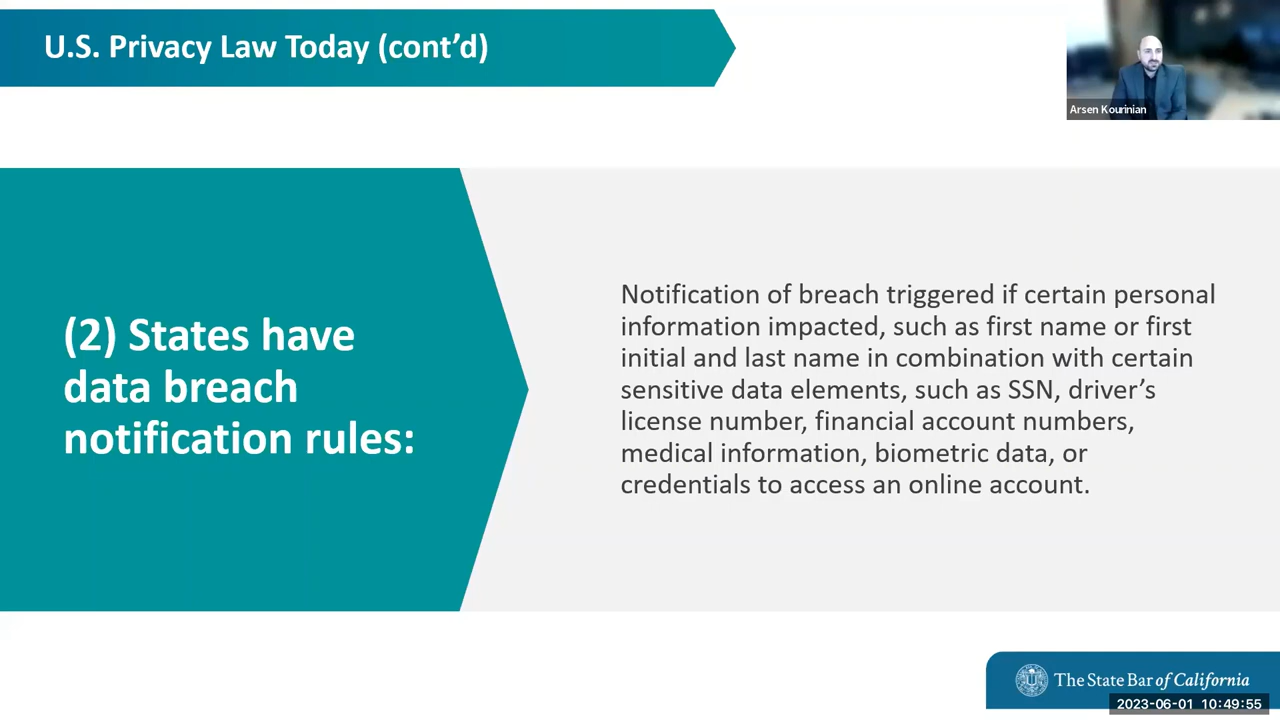 U.S. Privacy Law Today (cont’d)
Arsen Kourinian
(2) States have
data breach
notification rules:
Notification of breach triggered if certain personal
information impacted, such as first name or first
initial and last name in combination with certain
sensitive data elements, such as SSN, driver’s
license number, financial account numbers,
medical information, biometric data, or
credentials to access an online account.
The State Bar of California
2023-06-01 10:49:55